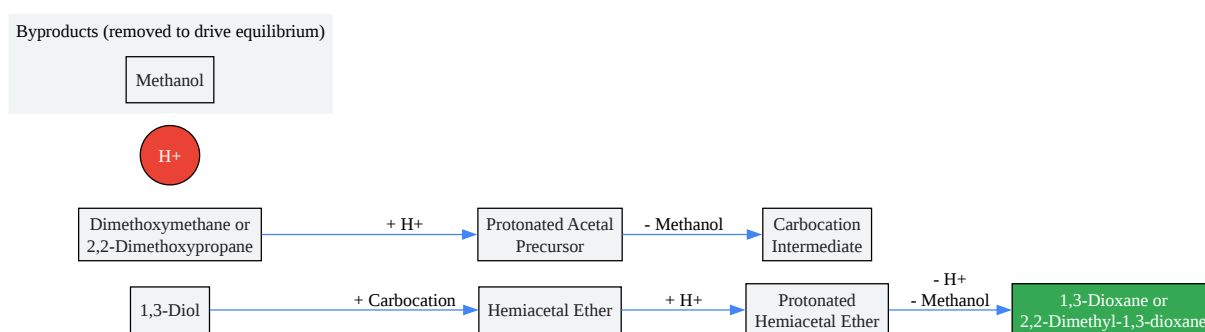 Byproducts (removed to drive equilibrium)
Methanol
H+
Dimethoxymethane or
2,2-Dimethoxypropane
+ H+
Protonated Acetal
Precursor
- Methanol
Carbocation
Intermediate
1,3-Diol
+ Carbocation
Hemiacetal Ether
+ H+
Protonated
Hemiacetal Ether
- H+
- Methanol
1,3-Dioxane or
2,2-Dimethyl-1,3-dioxane